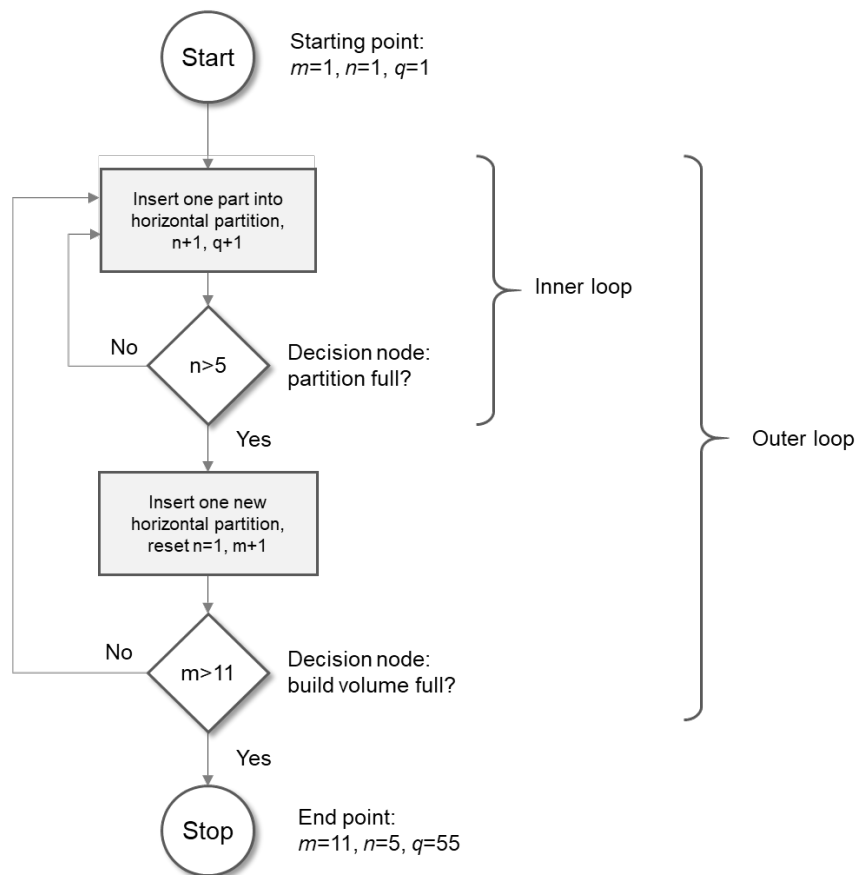 Start
Starting point:
m=1, n=1, q=1
Insert one part into
horizontal partition,
n+1, q+1
Inner loop
No
n>5
Decision node:
partition full?
Yes
Outer loop
Insert one new
horizontal partition,
reset n=1, m+1
No
m>11
Decision node:
build volume full?
Yes
Stop
End point:
m=11, n=5, q=55